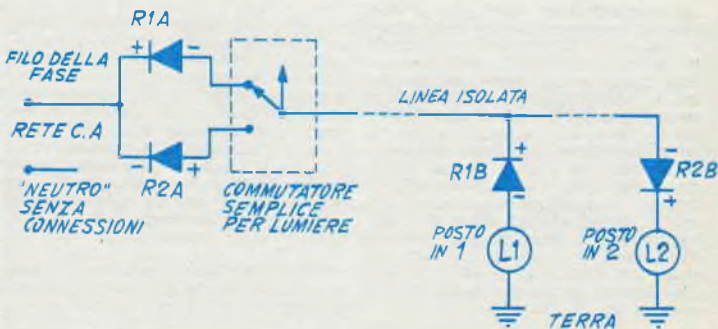 R1A
+
-
FILO DELLA
FASE
RETE C.A
"NEUTRO"
SENZA
CONNESSIONI
-
+
R2A
COMMUTATORE
SEMPLICE
PER LUMIERE
LINEA ISOLATA
+
R1B
-
-
R2B
+
POSTO
IN 1
L1
POSTO
IN 2
L2
TERRA